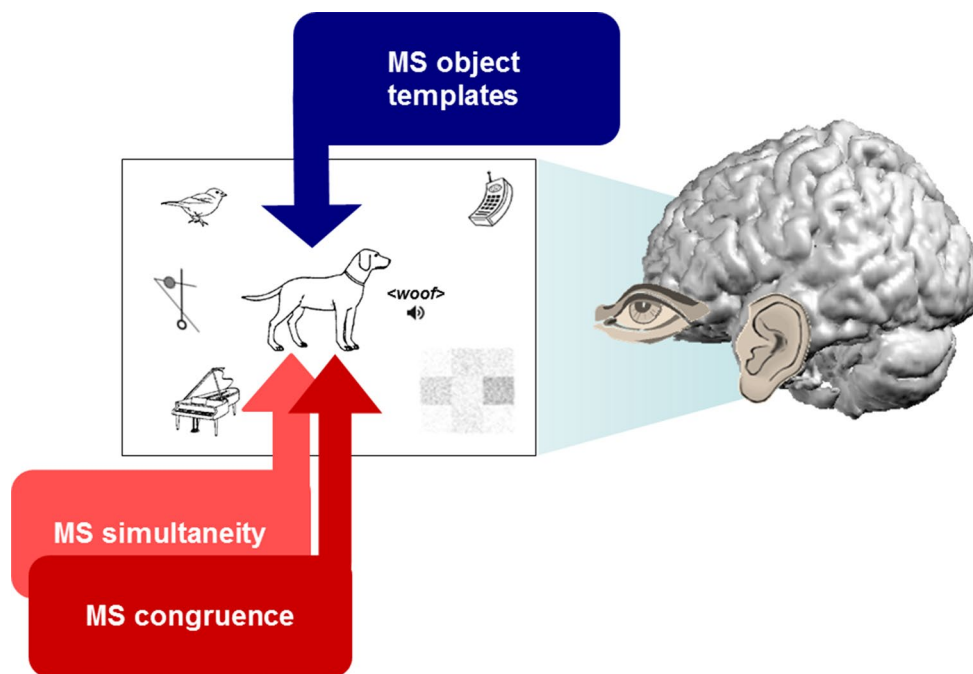 MS object
templates
<woof>
MS simultaneity
MS congruence